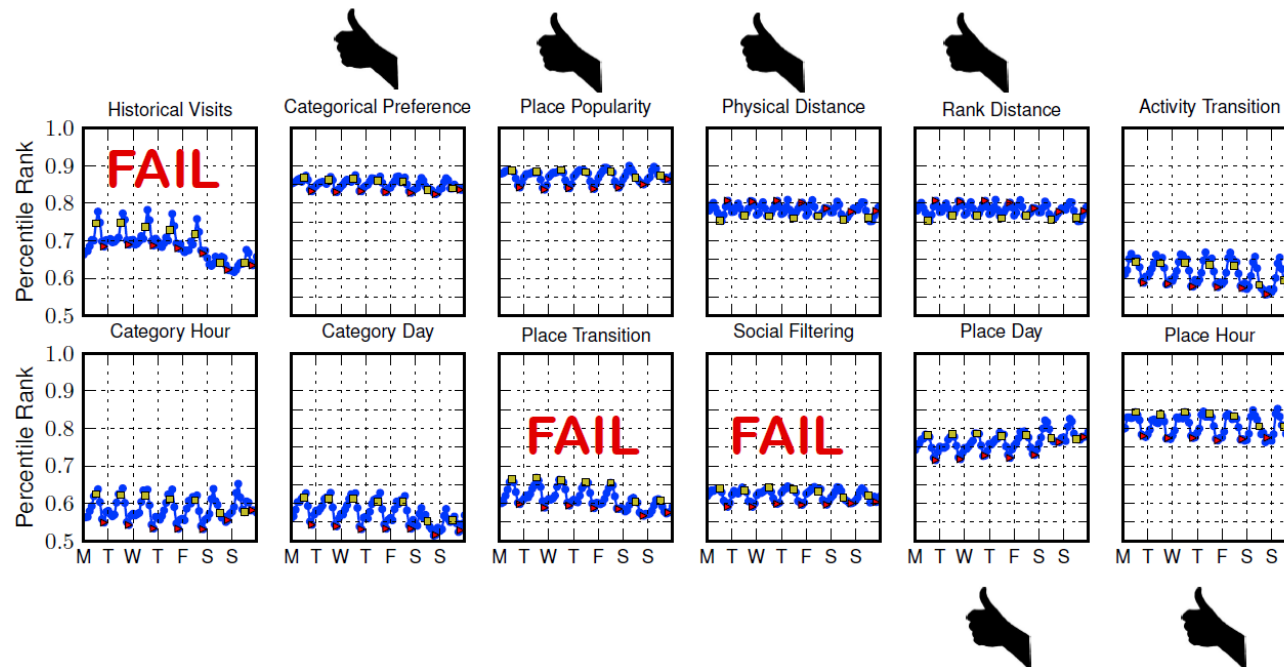 Historical Visits Categorical Preference Place Popularity Physical Distance Rank Distance Activity Transition
1.0
0.9
0.8
0.7
0.6
0.5
Percentile Rank
FAIL
Category Hour Category Day Place Transition Social Filtering Place Day Place Hour
1.0
0.9
0.8
0.7
0.6
0.5
Percentile Rank
FAIL FAIL
M T W T F S S M T W T F S S M T W T F S S M T W T F S S M T W T F S S M T W T F S S